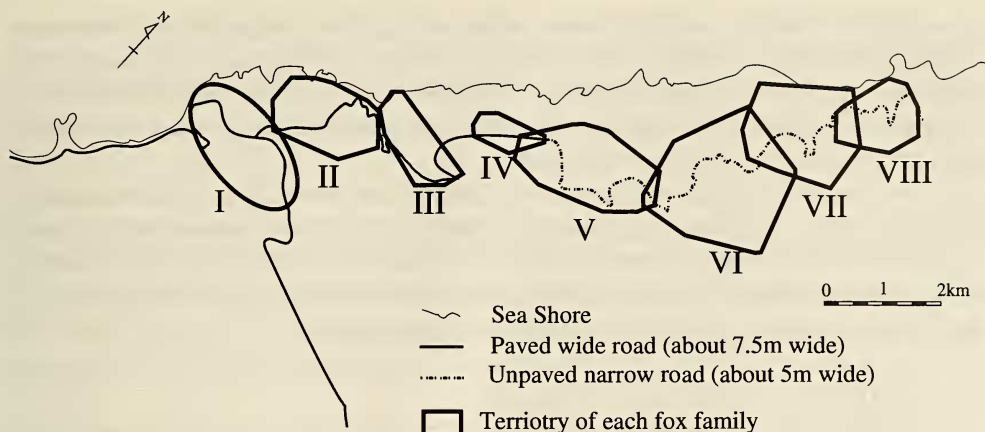 N
I
II
III
IV
V
VI
VII
VIII
0 1 2km
Sea Shore
Paved wide road (about 7.5m wide)
Unpaved narrow road (about 5m wide)
Terriotry of each fox family